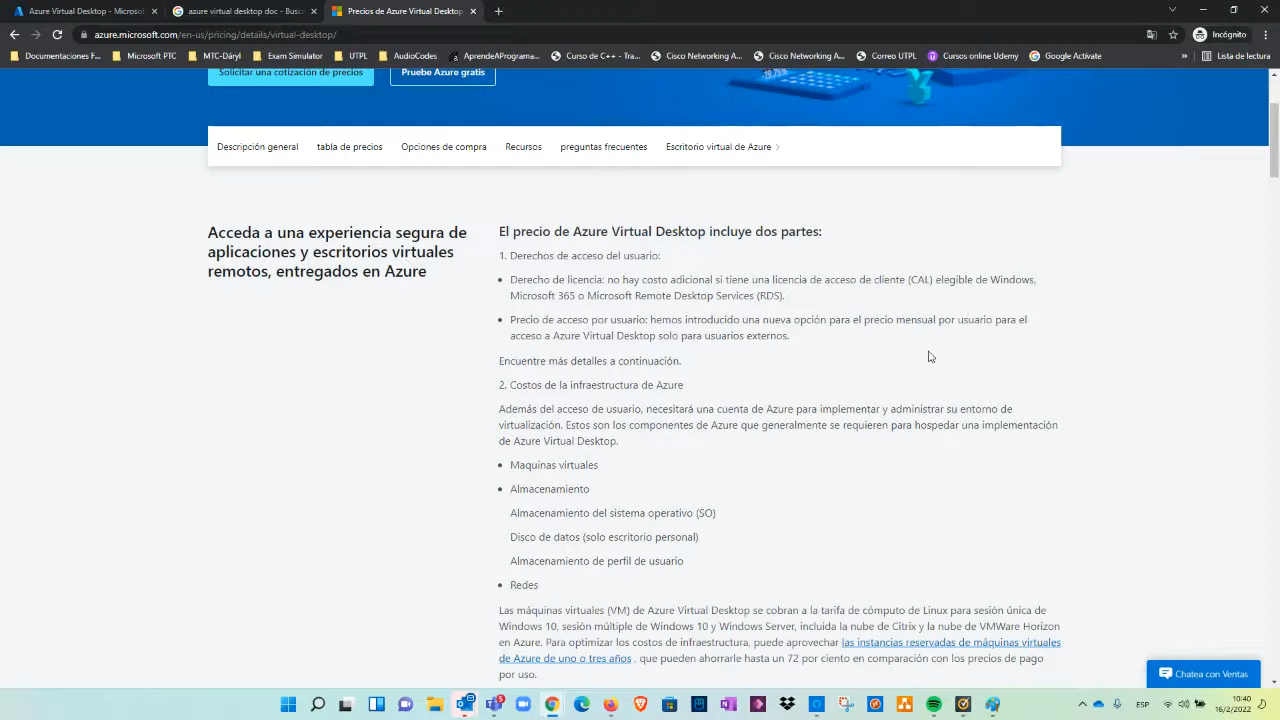 Azure Virtual Desktop - Microsof
azure virtual desktop doc - Busc
Precios de Azure Virtual Desktop
azure.microsoft.com/en-us/pricing/details/virtual-desktop/
Incógnito
Documentaciones F...
Microsoft PTC
MTC-Dáryl
Exam Simulator
UTPL
AudioCodes
AprendeAPrograma...
Curso de C++ - Tra...
Cisco Networking A...
Cisco Networking A...
Correo UTPL
Cursos online Udemy
Google Actívate
»
Lista de lectura
Solicitar una cotización de precios
Pruebe Azure gratis
-19.75%
Descripción general
tabla de precios
Opciones de compra
Recursos
preguntas frecuentes
Escritorio virtual de Azure
Acceda a una experiencia segura de
aplicaciones y escritorios virtuales
remotos, entregados en Azure
El precio de Azure Virtual Desktop incluye dos partes:
1. Derechos de acceso del usuario:
• Derecho de licencia: no hay costo adicional si tiene una licencia de acceso de cliente (CAL) elegible de Windows,
Microsoft 365 o Microsoft Remote Desktop Services (RDS).
• Precio de acceso por usuario: hemos introducido una nueva opción para el precio mensual por usuario para el
acceso a Azure Virtual Desktop solo para usuarios externos.
Encuentre más detalles a continuación.
2. Costos de la infraestructura de Azure
Además del acceso de usuario, necesitará una cuenta de Azure para implementar y administrar su entorno de
virtualización. Estos son los componentes de Azure que generalmente se requieren para hospedar una implementación
de Azure Virtual Desktop.
• Maquinas virtuales
• Almacenamiento
Almacenamiento del sistema operativo (SO)
Disco de datos (solo escritorio personal)
Almacenamiento de perfil de usuario
• Redes
Las máquinas virtuales (VM) de Azure Virtual Desktop se cobran a la tarifa de cómputo de Linux para sesión única de
Windows 10, sesión múltiple de Windows 10 y Windows Server, incluida la nube de Citrix y la nube de VMWare Horizon
en Azure. Para optimizar los costos de infraestructura, puede aprovechar las instancias reservadas de máquinas virtuales
de Azure de uno o tres años , que pueden ahorrarle hasta un 72 por ciento en comparación con los precios de pago
por uso.
Chatea con Ventas
5
ESP
10:40
16/2/2022